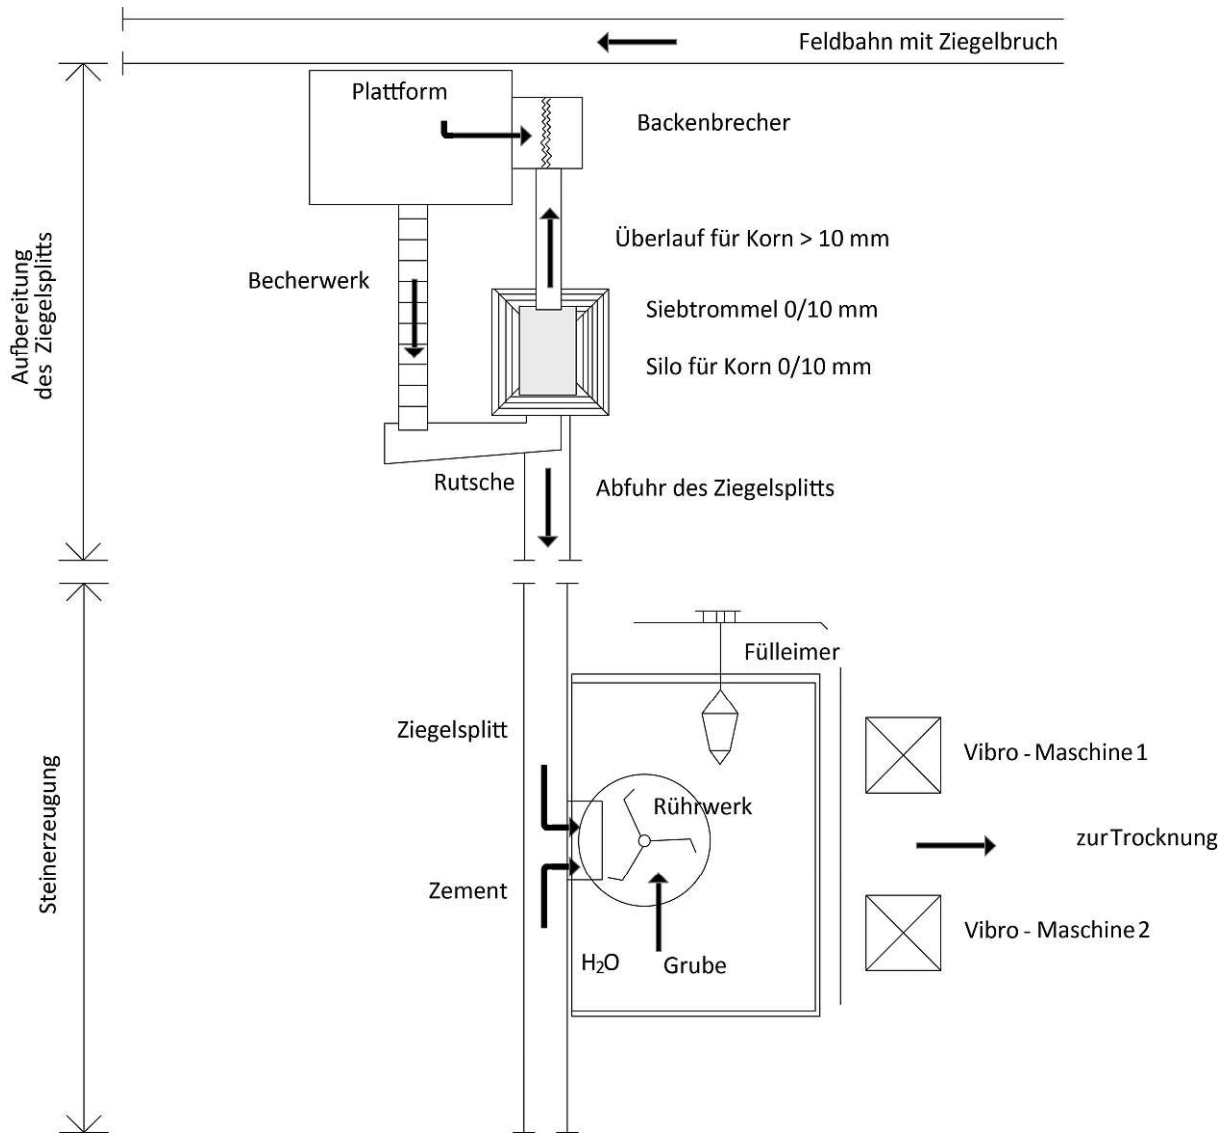 Feldbahn mit Ziegelbruch
Plattform
Backenbrecher
Überlauf für Korn > 10 mm
Becherwerk
Siebtrommel 0/10 mm
Silo für Korn 0/10 mm
Aufbereitung
des Ziegelsplitts
Rutsche
Abfuhr des Ziegelsplitts
Fülleimer
Ziegelsplitt
Vibro - Maschine 1
Rührwerk
zur Trocknung
Steinerzeugung
Zement
Vibro - Maschine 2
H₂O
Grube